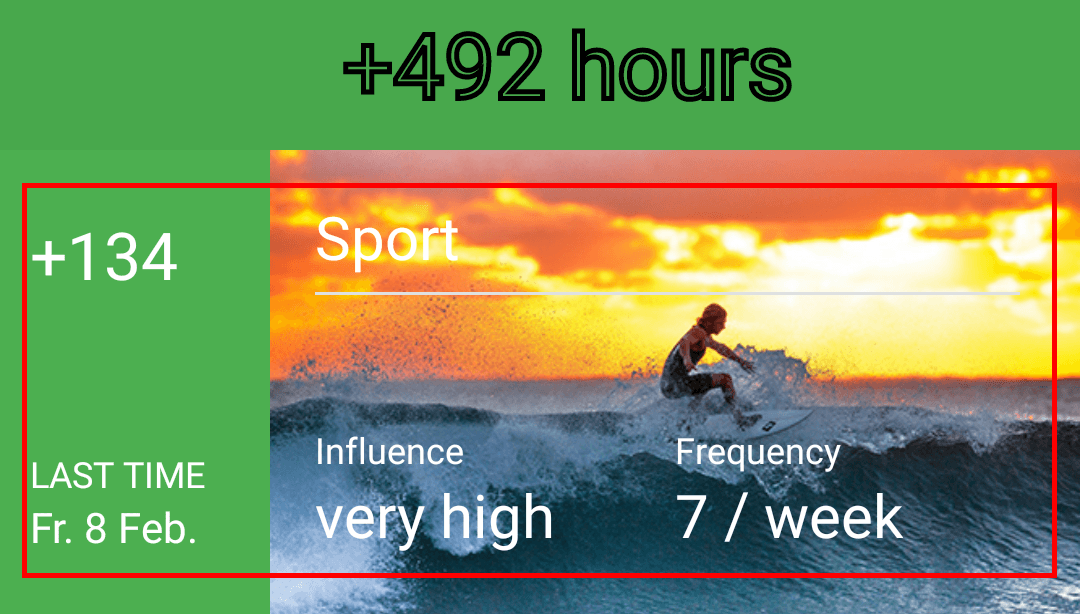 +492 hours
+134
Sport
Influence
Frequency
LAST TIME
very high
7 / week
Fr. 8 Feb.